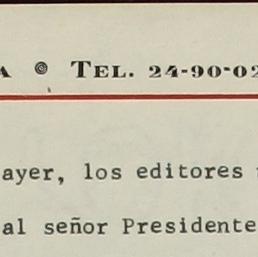 A TEL. 24-90-02
ayer, los editores
al señor Presidente